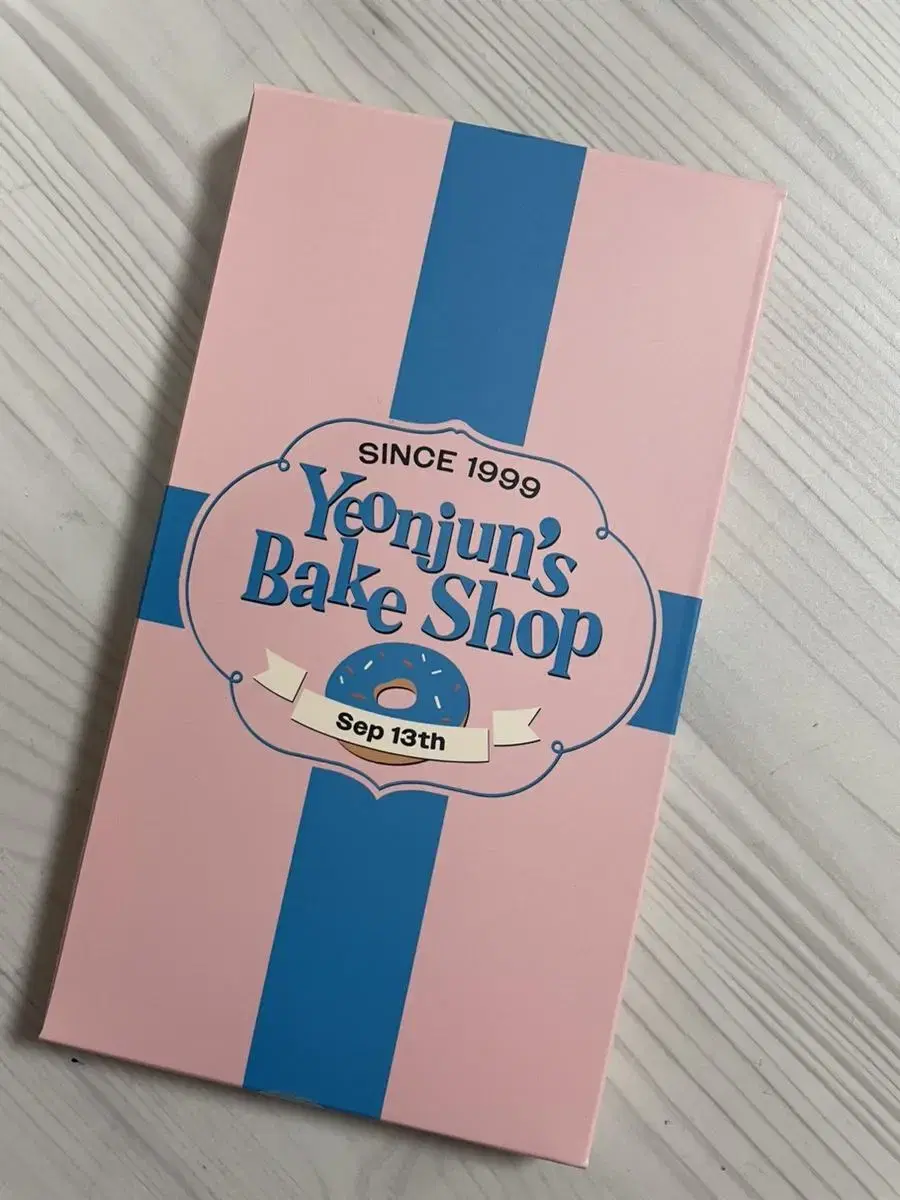 SINCE 1999
Yeonjun's
Bake Shop
Sep 13th